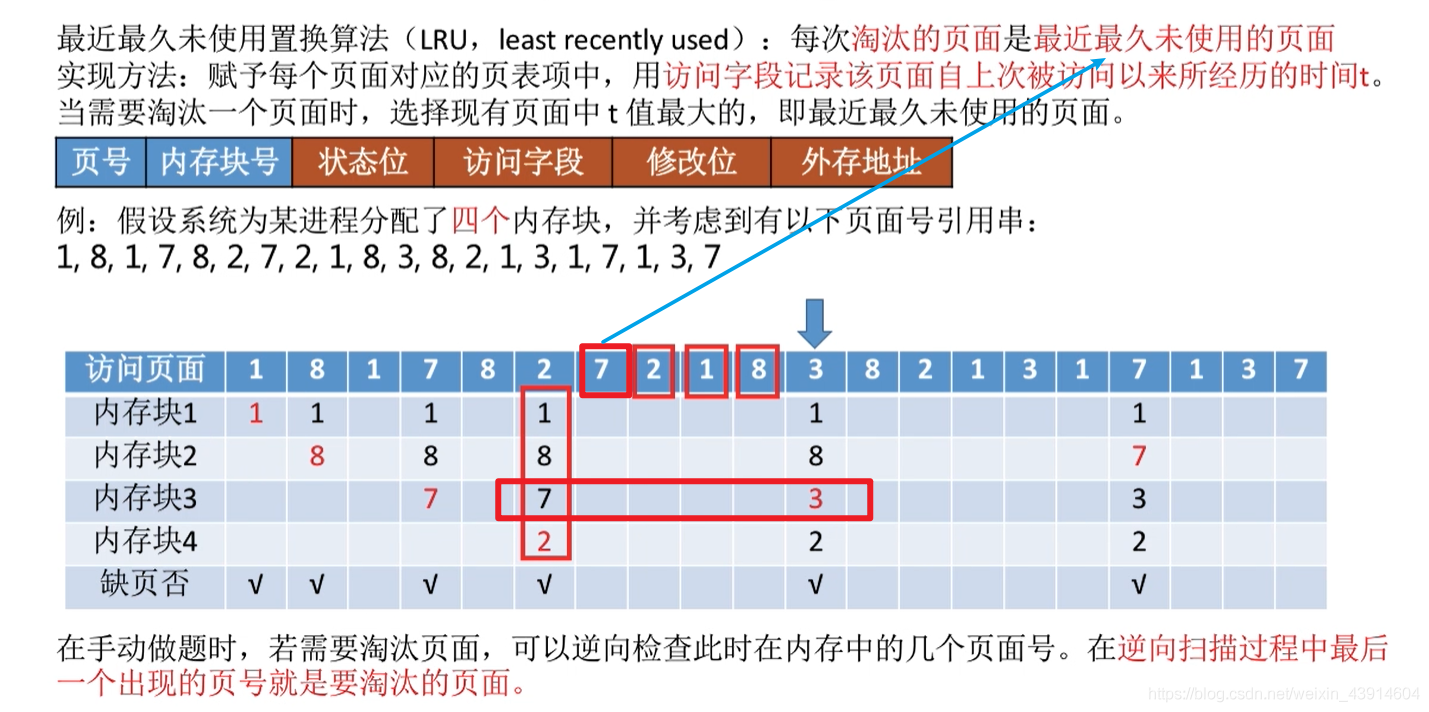 最近最久未使用置换算法（LRU，least recently used）：每次淘汰的页面是最近最久未使用的页面
实现方法：赋予每个页面对应的页表项中，用访问字段记录该页面自上次被访问以来所经历的时间t。
当需要淘汰一个页面时，选择现有页面中 t 值最大的，即最近最久未使用的页面。
页号 内存块号 状态位 访问字段 修改位 外存地址
例：假设系统为某进程分配了四个内存块，并考虑到有以下页面号引用串：
1, 8, 1, 7, 8, 2, 7, 2, 1, 8, 3, 8, 2, 1, 3, 1, 7, 1, 3, 7
访问页面 1 8 1 7 8 2 7 2 1 8 3 8 2 1 3 1 7 1 3 7
内存块1 1 1 1 1 1 1
内存块2 8 8 8 8 7
内存块3 7 7 3 3
内存块4 2 2 2
缺页否 √ √ √ √ √ √
在手动做题时，若需要淘汰页面，可以逆向检查此时在内存中的几个页面号。在逆向扫描过程中最后
一个出现的页号就是要淘汰的页面。
https://blog.csdn.net/weixin_43914604